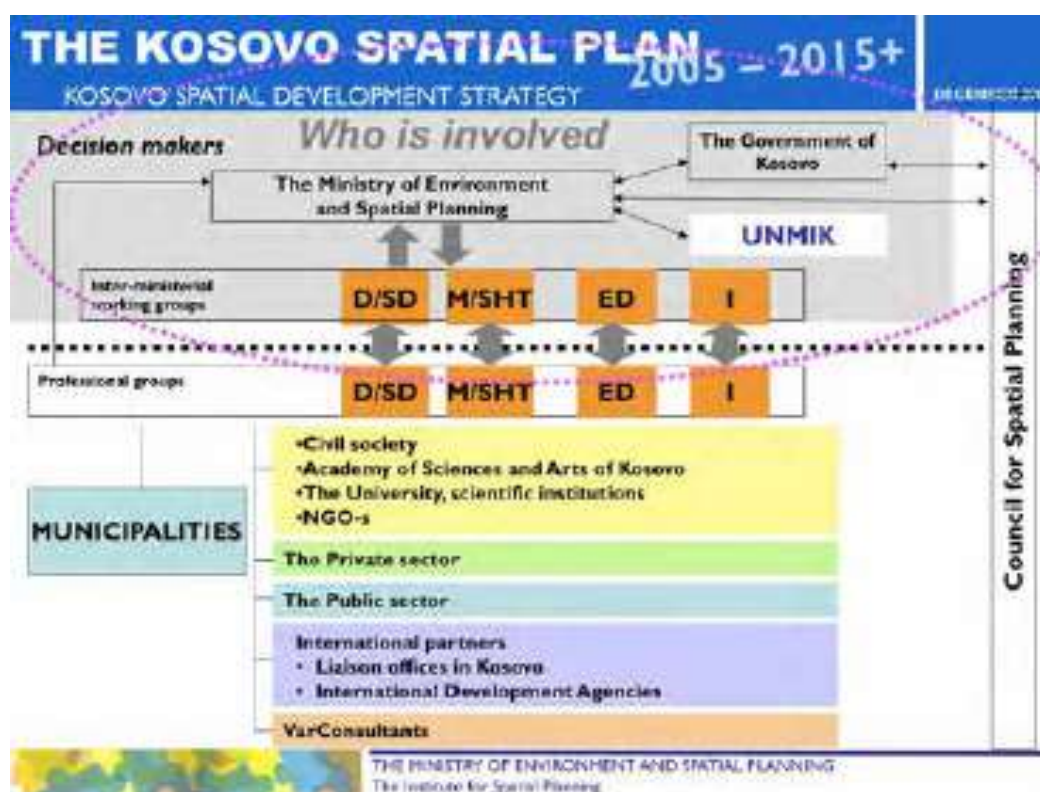 THE KOSOVO SPATIAL PLAN
2005 – 2015+
KOSOVO SPATIAL DEVELOPMENT STRATEGY
DECEMBER
Decision makers
Who is involved
The Government of
Kosovo
The Ministry of Environment
and Spatial Planning
UNMIK
Inter-ministerial
working groups
D/SD
M/SHT
ED
I
Professional groups
D/SD
M/SHT
ED
I
Council for Spatial Planning
•Civil society
•Academy of Sciences and Arts of Kosovo
•The University, scientific institutions
•NGO-s
MUNICIPALITIES
The Private sector
The Public sector
International partners
• Liaison offices in Kosovo
• International Development Agencies
VarConsultants
THE MINISTRY OF ENVIRONMENT AND SPATIAL PLANNING
The Institute for Spatial Planning